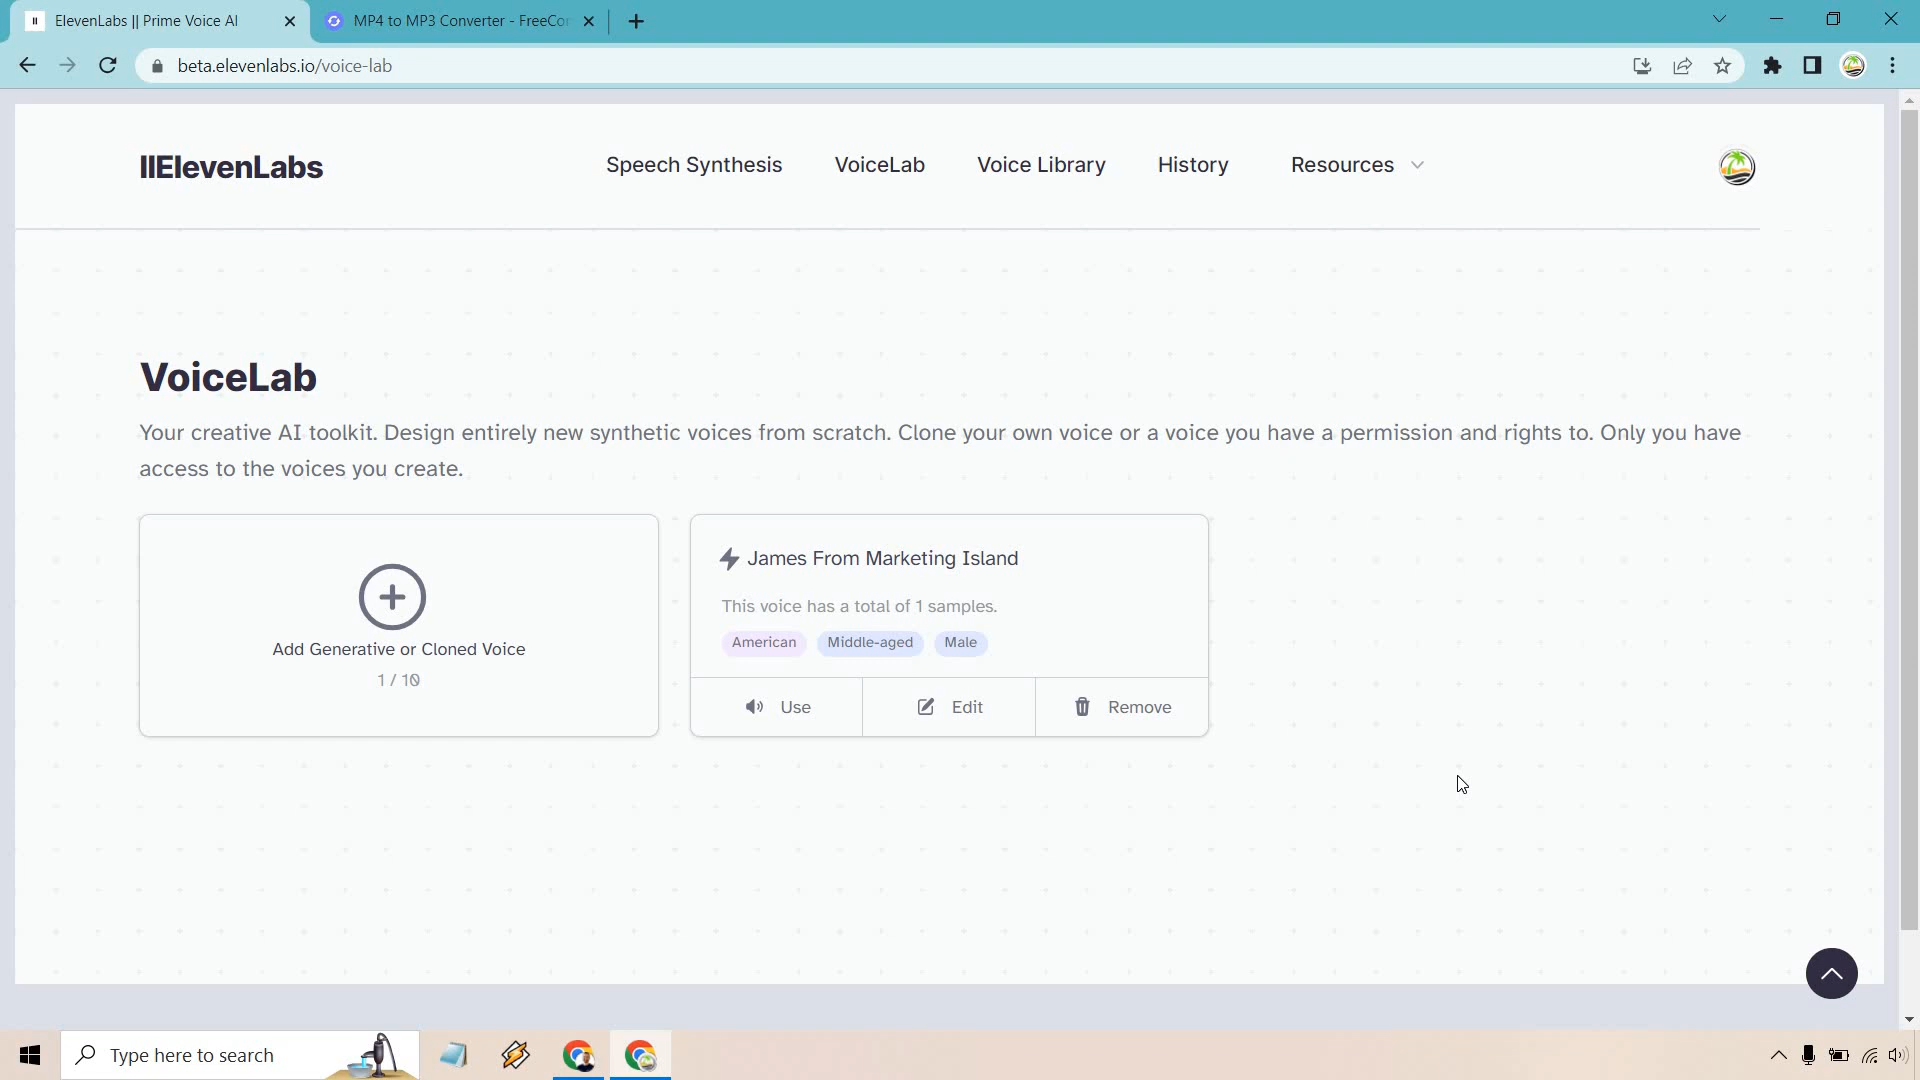 ElevenLabs || Prime Voice AI
MP4 to MP3 Converter - FreeCo
beta.elevenlabs.io/voice-lab
IIElevenLabs
Speech Synthesis
VoiceLab
Voice Library
History
Resources
VoiceLab
Your creative AI toolkit. Design entirely new synthetic voices from scratch. Clone your own voice or a voice you have a permission and rights to. Only you have
access to the voices you create.
Add Generative or Cloned Voice
1 / 10
James From Marketing Island
This voice has a total of 1 samples.
American
Middle-aged
Male
Use
Edit
Remove
Type here to search